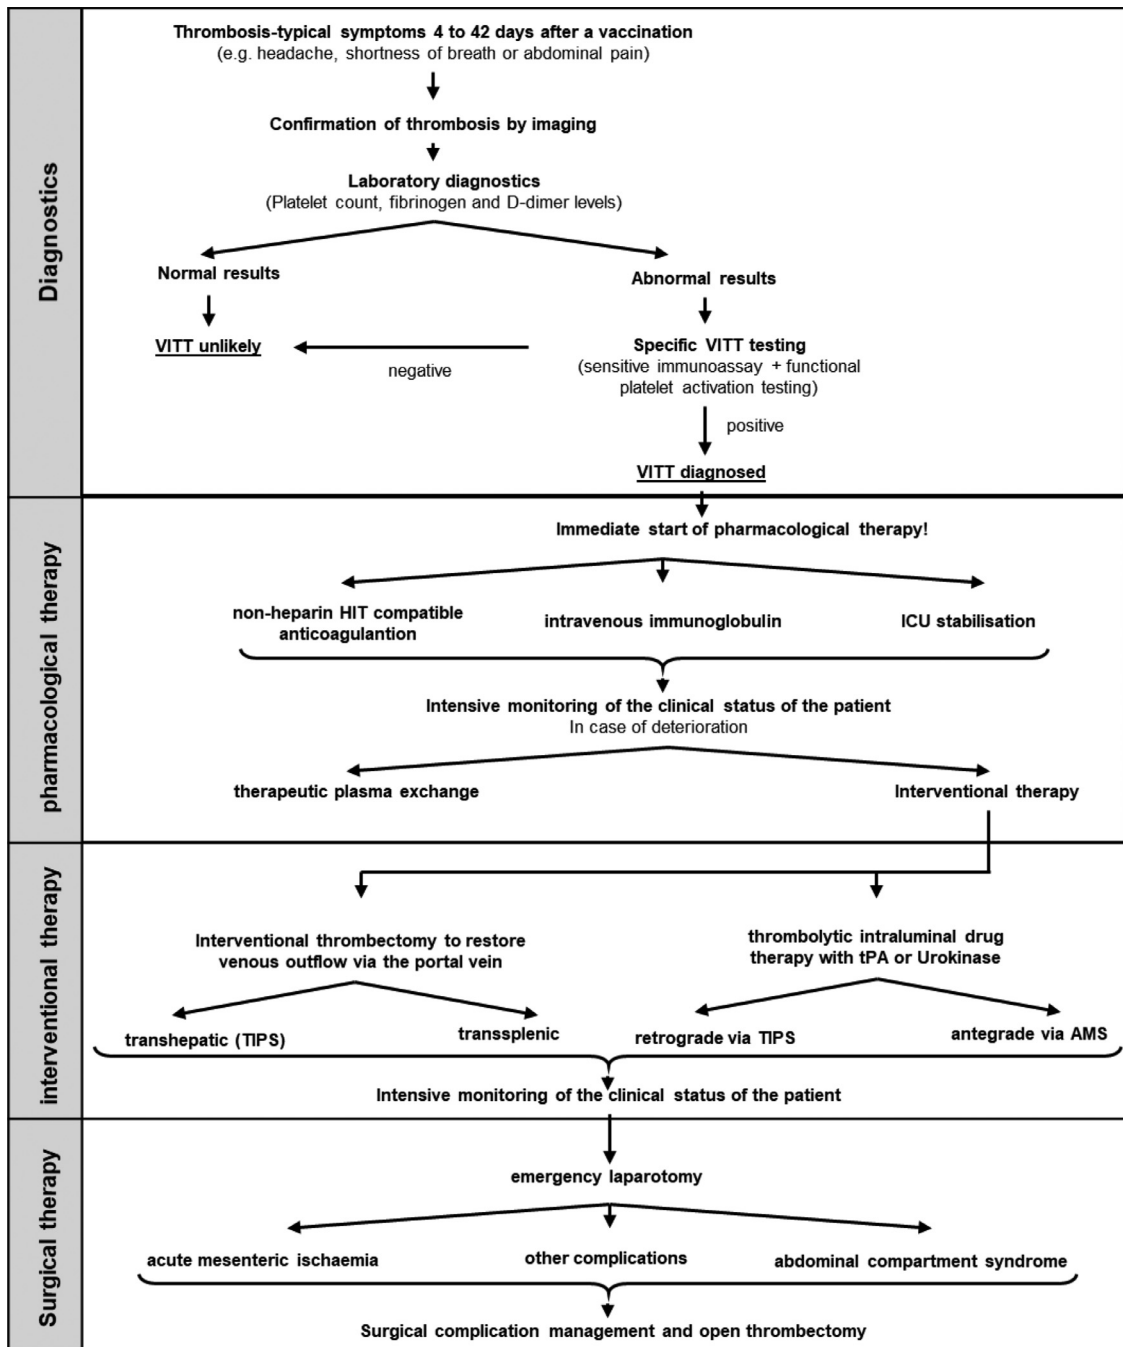 Diagnostics
Thrombosis-typical symptoms 4 to 42 days after a vaccination
(e.g. headache, shortness of breath or abdominal pain)
Confirmation of thrombosis by imaging
Laboratory diagnostics
(Platelet count, fibrinogen and D-dimer levels)
Normal results
Abnormal results
VITT unlikely
negative
Specific VITT testing
(sensitive immunoassay + functional
platelet activation testing)
positive
VITT diagnosed
pharmacological therapy
Immediate start of pharmacological therapy!
non-heparin HIT compatible
anticoagulantion
intravenous immunoglobulin
ICU stabilisation
Intensive monitoring of the clinical status of the patient
In case of deterioration
therapeutic plasma exchange
Interventional therapy
interventional therapy
Interventional thrombectomy to restore
venous outflow via the portal vein
thrombolytic intraluminal drug
therapy with tPA or Urokinase
transhepatic (TIPS)
transsplenic
retrograde via TIPS
antegrade via AMS
Intensive monitoring of the clinical status of the patient
Surgical therapy
emergency laparotomy
acute mesenteric ischaemia
other complications
abdominal compartment syndrome
Surgical complication management and open thrombectomy